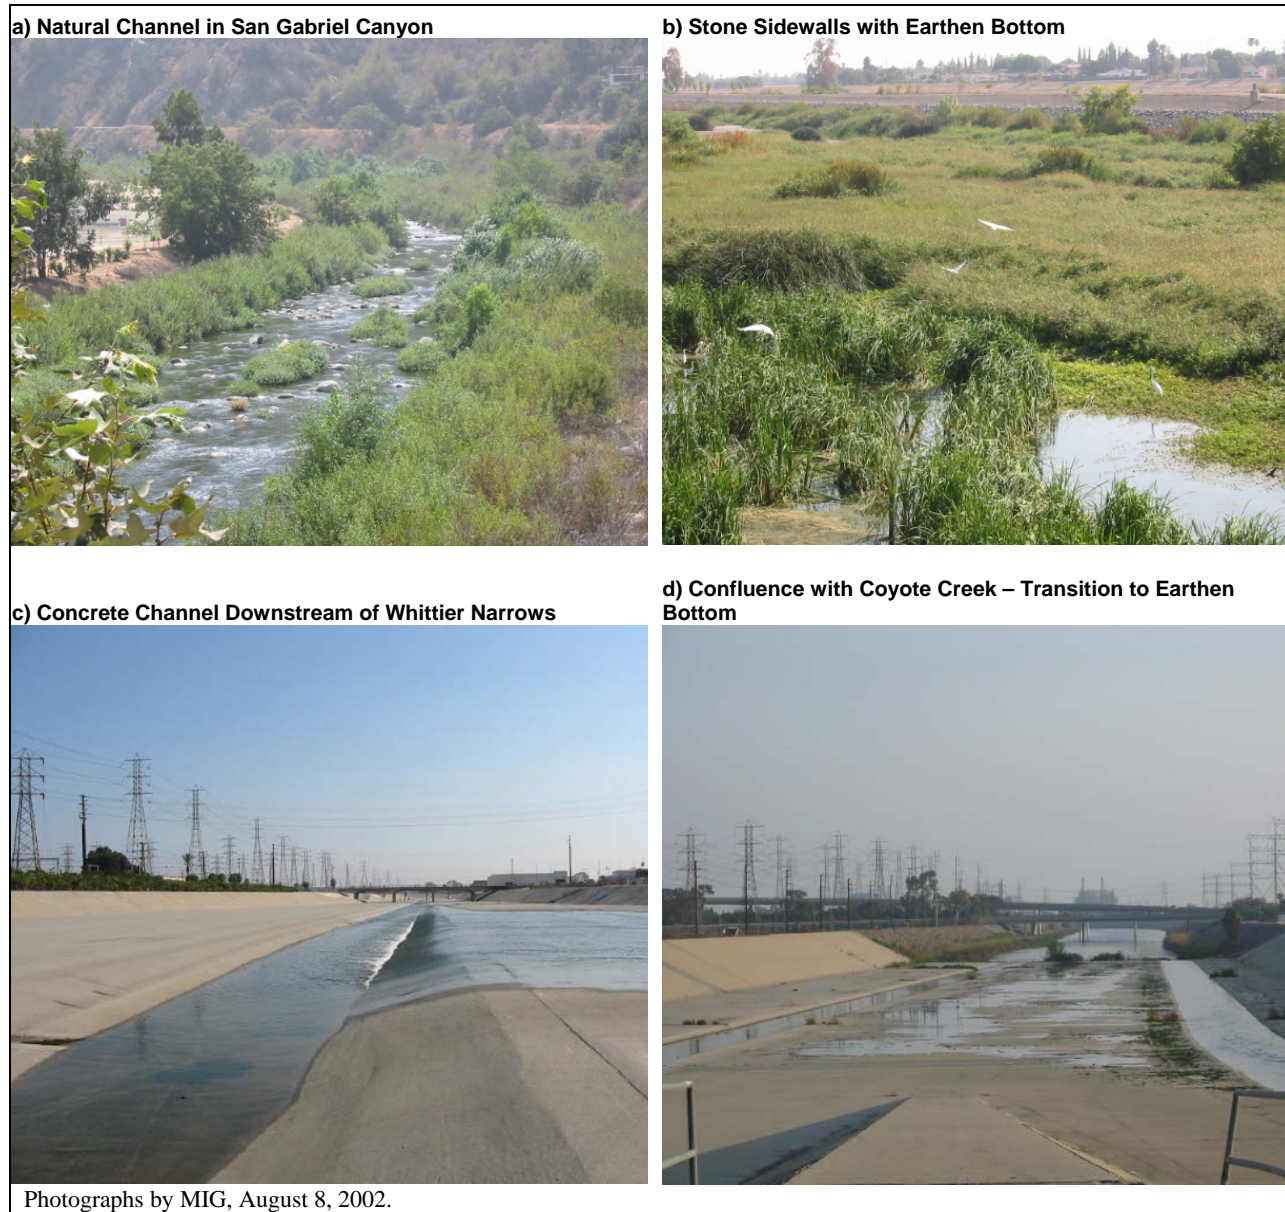 a) Natural Channel in San Gabriel Canyon
b) Stone Sidewalls with Earthen Bottom
c) Concrete Channel Downstream of Whittier Narrows
d) Confluence with Coyote Creek – Transition to Earthen
Bottom
Photographs by MIG, August 8, 2002.